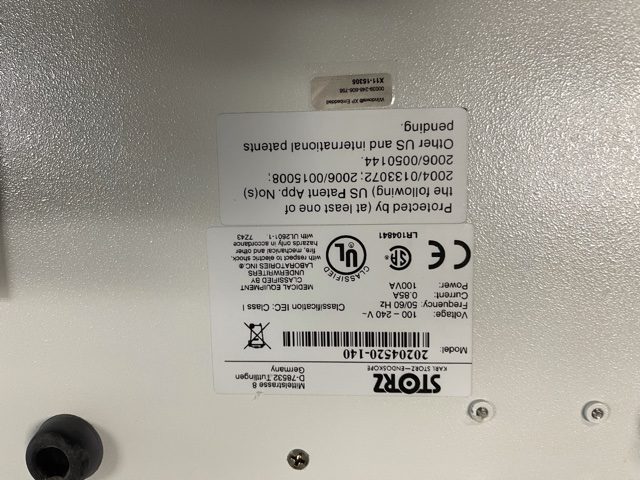 STORZ
KARL STORZ—ENDOSKOPE
Mittelstrasse 8
D-78532 Tuttlingen
Germany
Model: 20204520-140
Voltage: 100 – 240 V~
Frequency: 50/60 Hz
Current: 0.85A
Power: 100VA
Classification IEC: Class I
CE
SA
LR104841
CLASSIFIED
UL
MEDICAL EQUIPMENT
CLASSIFIED BY
UNDERWRITERS
LABORATORIES INC.®
with respect to electric shock,
fire, mechanical and other
hazards only in accordance
with UL2601-1 7Z43
Protected by (at least one of
the following) US Patent App. No(s)
2004/0133072; 2006/0015008;
2006/0050144.
Other US and international patents
pending.
Windows® XP Embedded
X11-15305